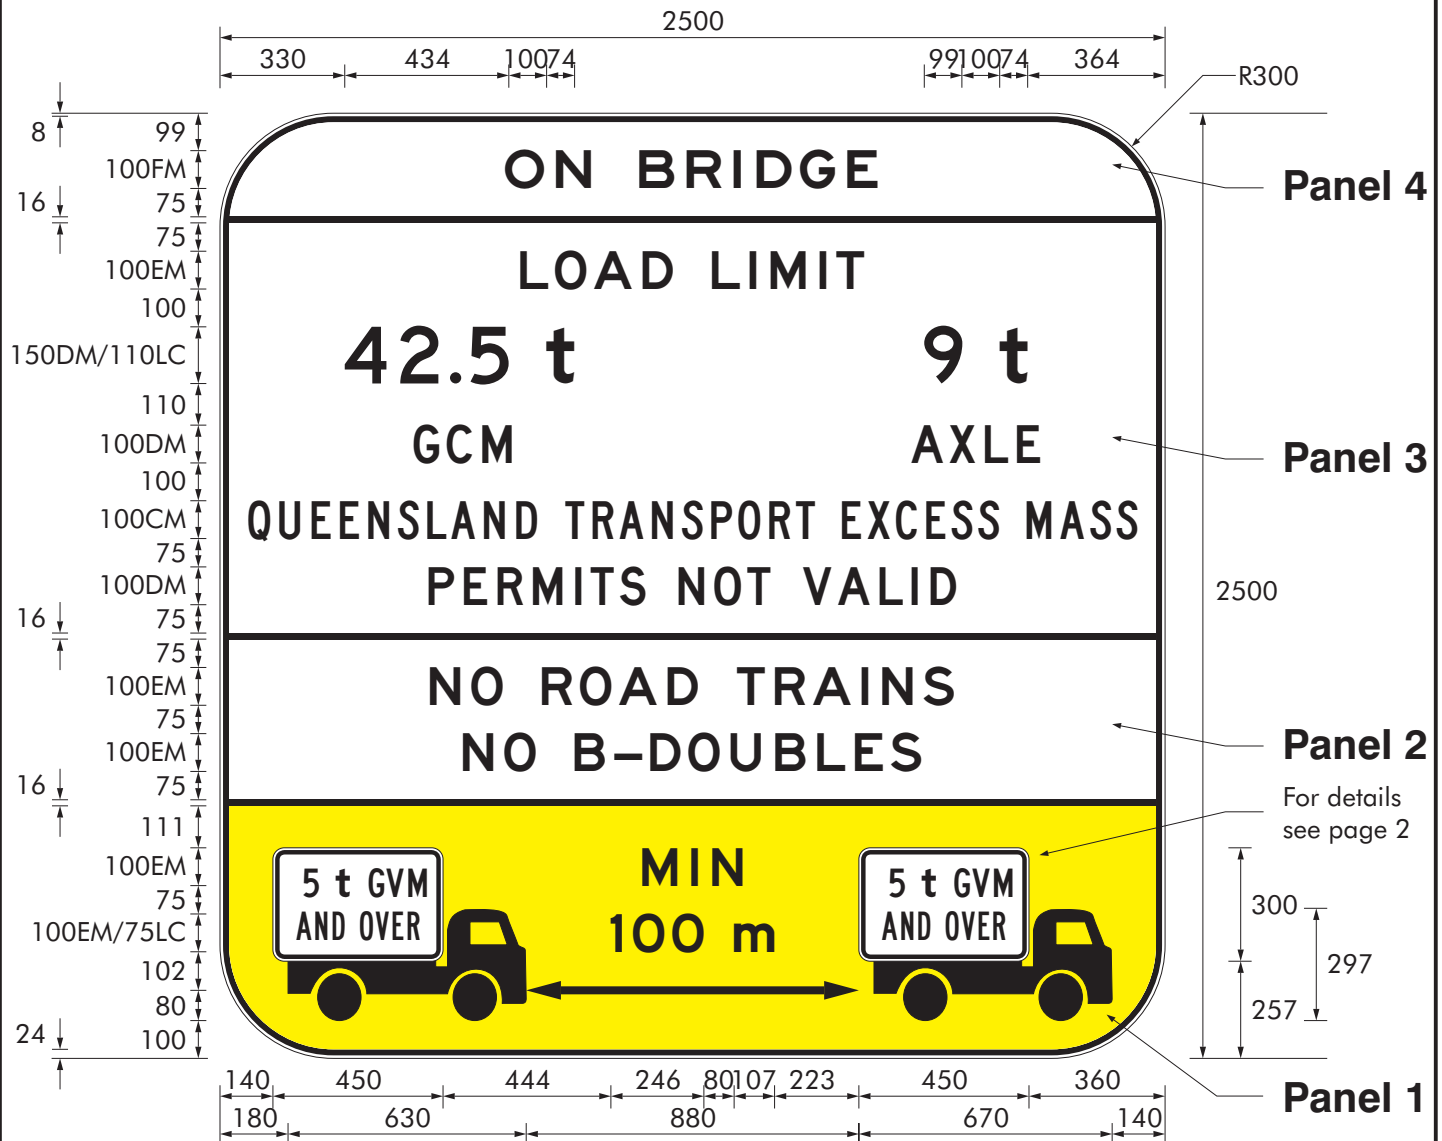 2500
330 434 100 74 99 100 74 364
R300
8 99
100FM
16 75
75
100EM
100
150DM/110LC
110
100DM
100
100CM
75
100DM
16 75
75
100EM
75
100EM
16 75
111
100EM
75
100EM/75LC
102
80
24 100
ON BRIDGE
LOAD LIMIT
42.5 t 9 t
GCM AXLE
QUEENSLAND TRANSPORT EXCESS MASS
PERMITS NOT VALID
NO ROAD TRAINS
NO B–DOUBLES
5 t GVM
AND OVER
MIN
100 m
5 t GVM
AND OVER
Panel 4
Panel 3
2500
Panel 2
For details
see page 2
300
297
257
Panel 1
140 450 444 246 80 107 223 450 360
180 630 880 670 140